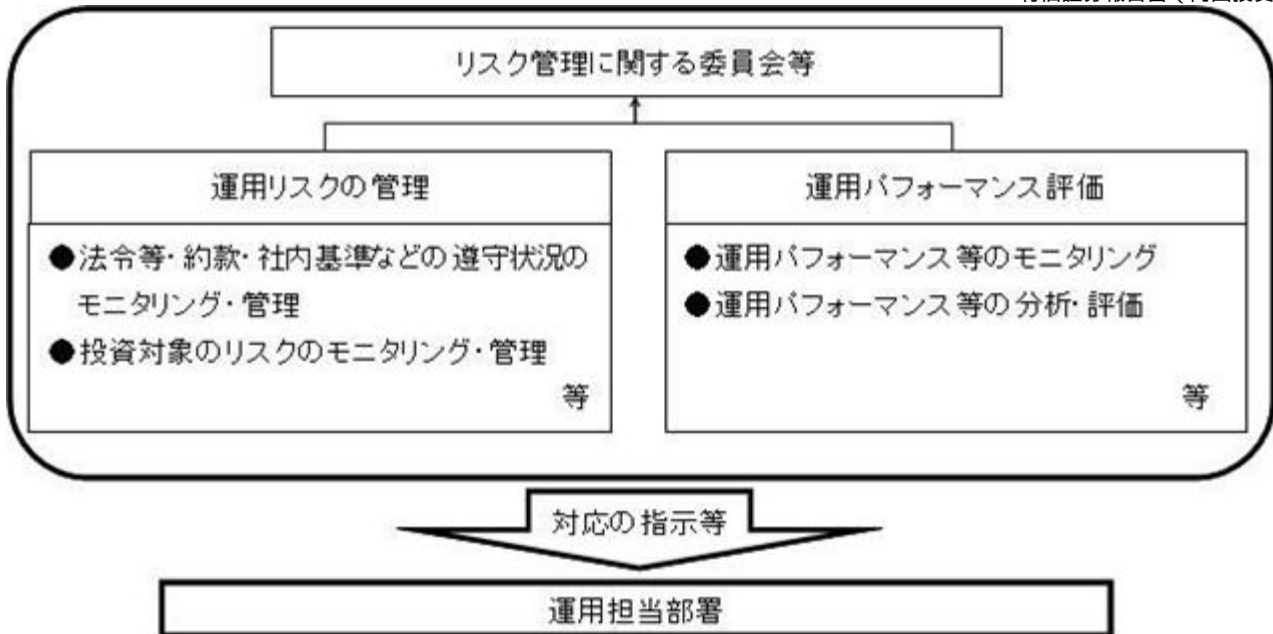 リスク管理に関する委員会等
運用リスクの管理
●法令等・約款・社内基準などの遵守状況の
モニタリング・管理
●投資対象のリスクのモニタリング・管理
等
運用パフォーマンス評価
●運用パフォーマンス等のモニタリング
●運用パフォーマンス等の分析・評価
等
対応の指示等
運用担当部署